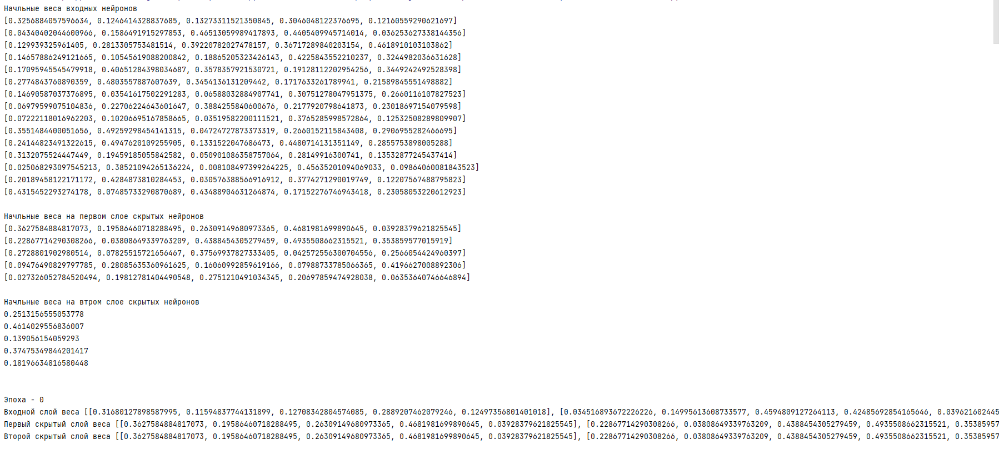 Начльные веса входных нейронов
[0.3256884057596634, 0.1246414328837685, 0.13273311521350845, 0.3046048122376695, 0.12160559290621697]
[0.04340402044600966, 0.1586491915297853, 0.46513059989417893, 0.4405409945714014, 0.036253627338144356]
[0.129939325961405, 0.2813305753481514, 0.39220782027478157, 0.36717289840203154, 0.4618910103103862]
[0.14657886249121665, 0.10545619088200842, 0.18865205323426143, 0.4225843552210237, 0.3244982036631628]
[0.17095945545479918, 0.40651284398034687, 0.3578357921530721, 0.19128112202954256, 0.3449242492528398]
[0.2774843760890359, 0.4803557887607639, 0.3454136131209442, 0.1717633261789941, 0.21589845551498882]
[0.14690587037376895, 0.03541617502291283, 0.06588032884907741, 0.30751278047951375, 0.2660116107827523]
[0.06979599075104836, 0.22706224643601647, 0.3884255840600676, 0.2177920798641873, 0.23018697154079598]
[0.07222118016962203, 0.10206695167858665, 0.03519582200111521, 0.3765285998572864, 0.12532508289809907]
[0.3551484400051656, 0.49259298454141315, 0.04724727873373319, 0.2660152115843408, 0.2906955282466695]
[0.24144823491322615, 0.4947620109255905, 0.1331522047686473, 0.4480714131351149, 0.2855753898005288]
[0.3132075524447449, 0.19459185055842582, 0.050901086358757064, 0.28149916300741, 0.13532877245437414]
[0.025068293097545213, 0.38521094265136224, 0.008108497399264225, 0.45635201094069033, 0.09864060081843523]
[0.20189458122171172, 0.4284873810284453, 0.030576388566916912, 0.3774271290019749, 0.12207567488795823]
[0.4315452293274178, 0.07485733290870689, 0.43488904631264874, 0.17152276746943418, 0.23058053220612923]
Начльные веса на первом слое скрытых нейронов
[0.3627584884817073, 0.19586460718288495, 0.26309149680973365, 0.4681981699890645, 0.03928379621825545]
[0.22867714290308266, 0.03808649339763209, 0.4388454305279459, 0.4935508662315521, 0.353859577015919]
[0.2728801902980514, 0.07825515721656467, 0.37569937827333405, 0.042572556300704556, 0.2566054424960397]
[0.09476490829797785, 0.28085635360961625, 0.16060992859619166, 0.07988733785066365, 0.4196627008892306]
[0.027326052784520494, 0.19812781404490548, 0.2751210491034345, 0.20697859474928038, 0.06353640746646894]
Начльные веса на втром слое скрытых нейронов
0.2513156555053778
0.4614029556836007
0.139056154059293
0.37475349844201417
0.18196634816580448
Эпоха - 0
Входной слой веса [[0.31680127898587995, 0.11594837744131899, 0.12708342804574085, 0.2889207462079246, 0.12497356801401018], [0.034516893672226226, 0.14995613608733577, 0.4594809127264113, 0.42485692854165646, 0.039621602445
Первый скрытый слой веса [[0.3627584884817073, 0.19586460718288495, 0.26309149680973365, 0.4681981699890645, 0.03928379621825545], [0.22867714290308266, 0.03808649339763209, 0.4388454305279459, 0.4935508662315521, 0.35385957
Второй скрытый слой веса [[0.3627584884817073, 0.19586460718288495, 0.26309149680973365, 0.4681981699890645, 0.03928379621825545], [0.22867714290308266, 0.03808649339763209, 0.4388454305279459, 0.4935508662315521, 0.35385957